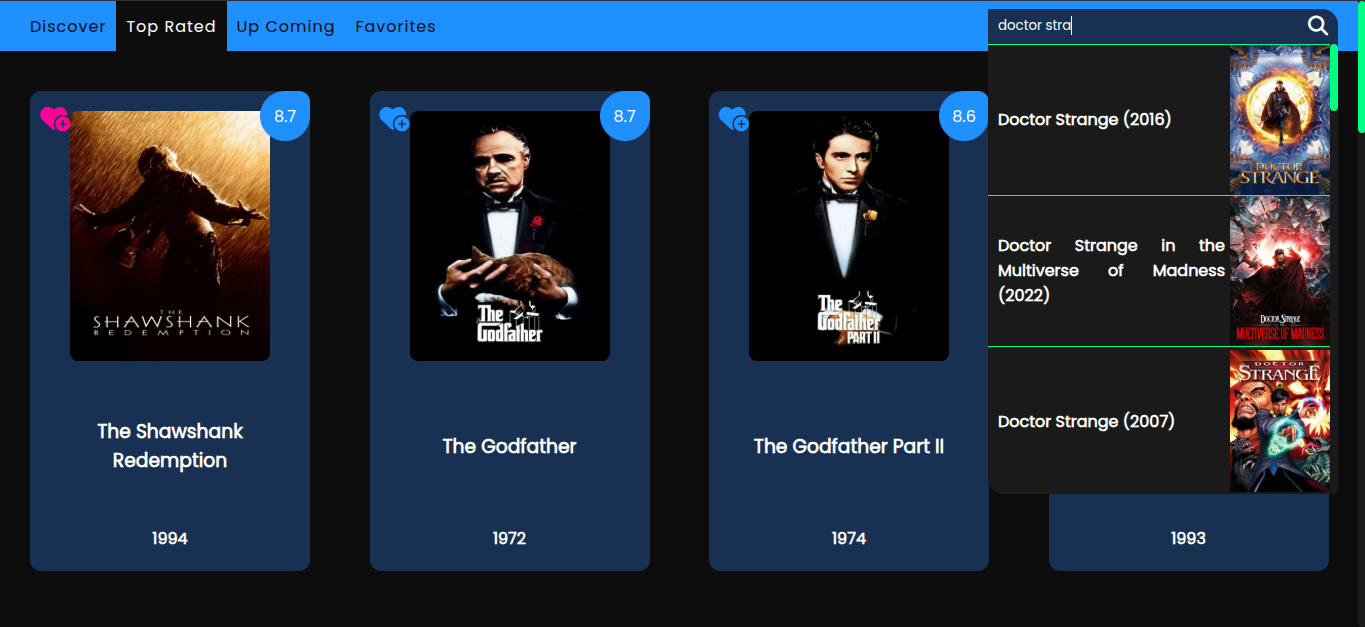 Discover
Top Rated
Up Coming
Favorites
doctor stra
8.7
THE
SHAWSHANK
REDEMPTION
The Shawshank
Redemption
1994
8.7
The
Godfather
The Godfather
1972
8.6
The
Godfather
PART II
The Godfather Part II
1974
1993
Doctor Strange (2016)
DOCTOR
STRANGE
Doctor Strange in the
Multiverse of Madness
(2022)
DOCTOR STRANGE
IN THE
MULTIVERSE OF MADNESS
Doctor Strange (2007)
DOCTOR
STRANGE